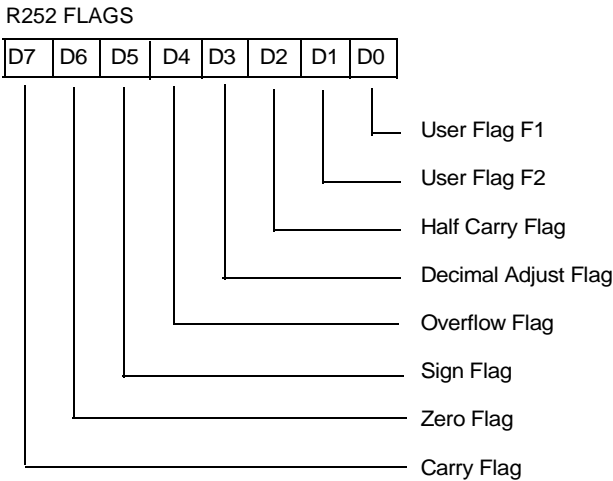 R252 FLAGS
D7 D6 D5 D4 D3 D2 D1 D0
User Flag F1
User Flag F2
Half Carry Flag
Decimal Adjust Flag
Overflow Flag
Sign Flag
Zero Flag
Carry Flag